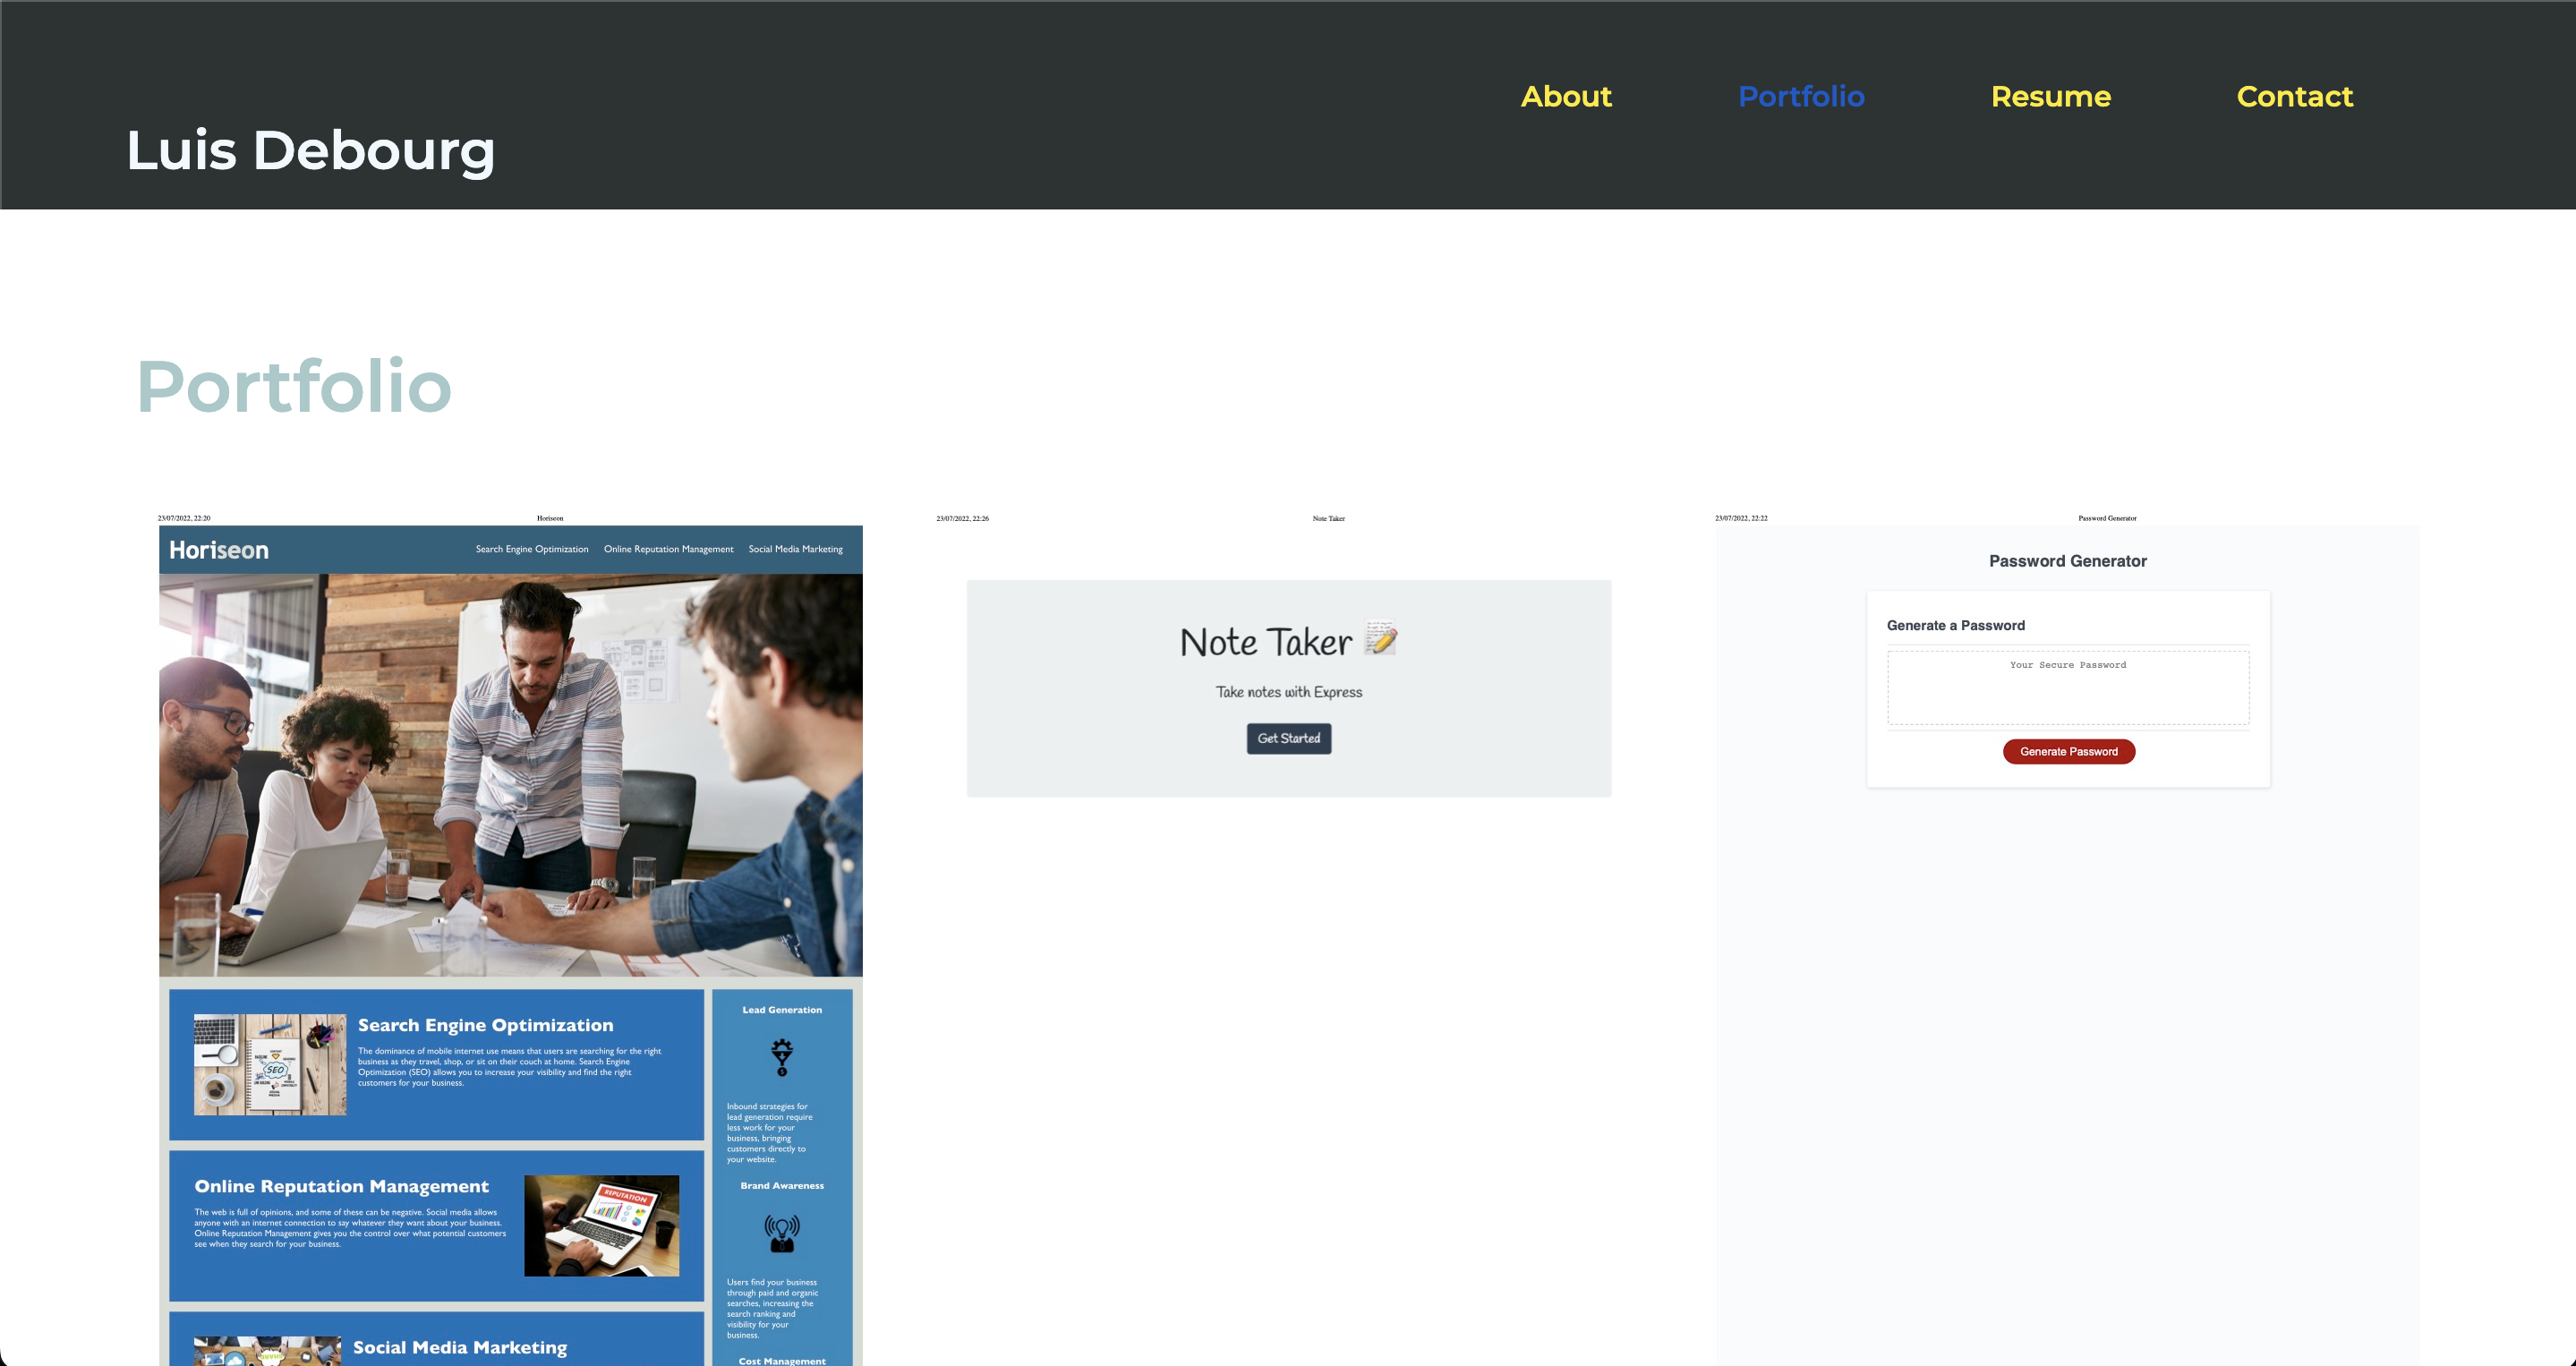 Luis Debourg
About Portfolio Resume Contact
Portfolio
23/07/2022, 22:20 Horiseon
Horiseon
Search Engine Optimization Online Reputation Management Social Media Marketing
Search Engine Optimization
The dominance of mobile internet use means that users are searching for the right
business as they travel, shop, or sit on their couch at home. Search Engine
Optimization (SEO) allows you to increase your visibility and find the right
customers for your business.
SEO
Online Reputation Management
The web is full of opinions, and some of these can be negative. Social media allows
anyone with an internet connection to say whatever they want about your business.
Online Reputation Management gives you the control over what potential customers
see when they search for your business.
REPUTATION
Social Media Marketing
Lead Generation
Inbound strategies for
lead generation require
less work for your
business, bringing
customers directly to
your website.
Brand Awareness
Users find your business
through paid and organic
searches, increasing the
search ranking and
visibility for your
business.
Cost Management
23/07/2022, 22:26 Note Taker
Note Taker
Take notes with Express
Get Started
23/07/2022, 22:22 Password Generator
Password Generator
Generate a Password
Your Secure Password
Generate Password